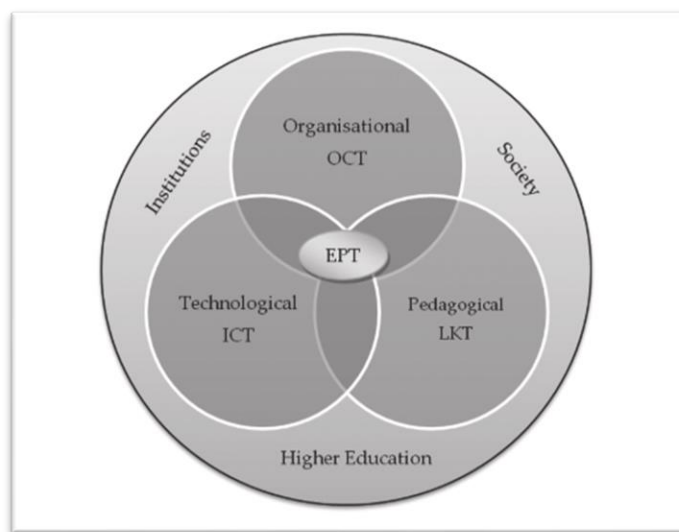 Organisational
OCT
Institutions
Society
EPT
Technological
ICT
Pedagogical
LKT
Higher Education